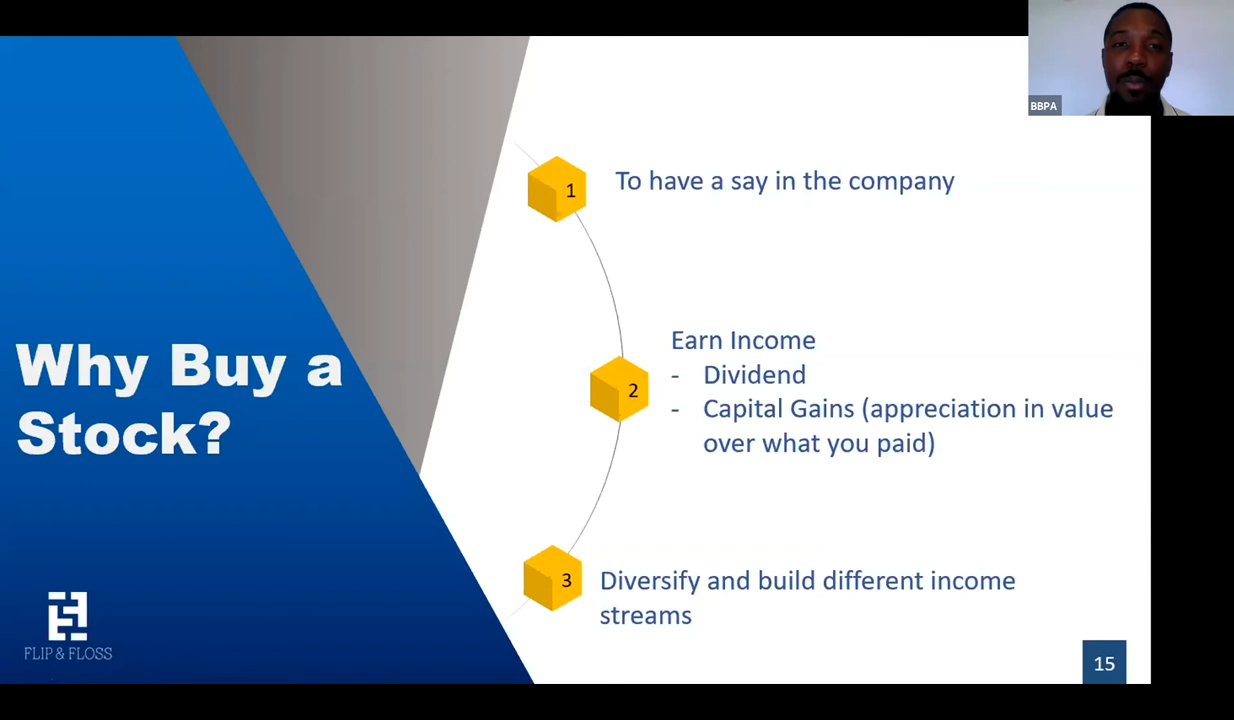 BBPA
Why Buy a
Stock?
1
To have a say in the company
2
Earn Income
- Dividend
- Capital Gains (appreciation in value
over what you paid)
3
Diversify and build different income
streams
FLIP & FLOSS
15